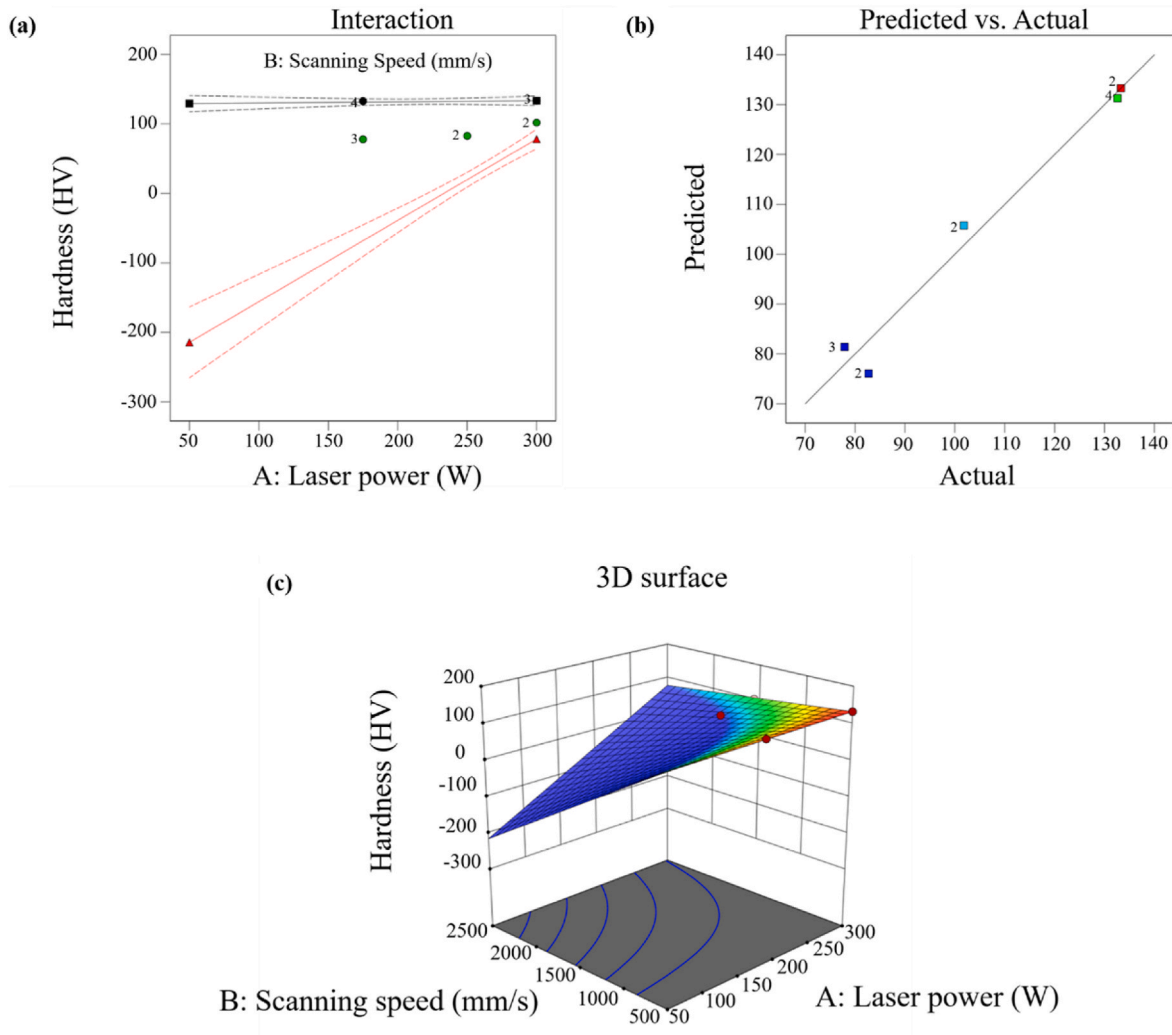 (a)
Interaction
B: Scanning Speed (mm/s)
200
100
0
-100
-200
-300
Hardness (HV)
4
3
3
2
2
50 100 150 200 250 300
A: Laser power (W)
(b)
Predicted vs. Actual
140
130
120
110
100
90
80
70
Predicted
2
4
2
3
2
70 80 90 100 110 120 130 140
Actual
(c)
3D surface
200
100
0
-100
-200
-300
Hardness (HV)
2500
2000
1500
1000
500
B: Scanning speed (mm/s)
50
100
150
200
250
300
A: Laser power (W)